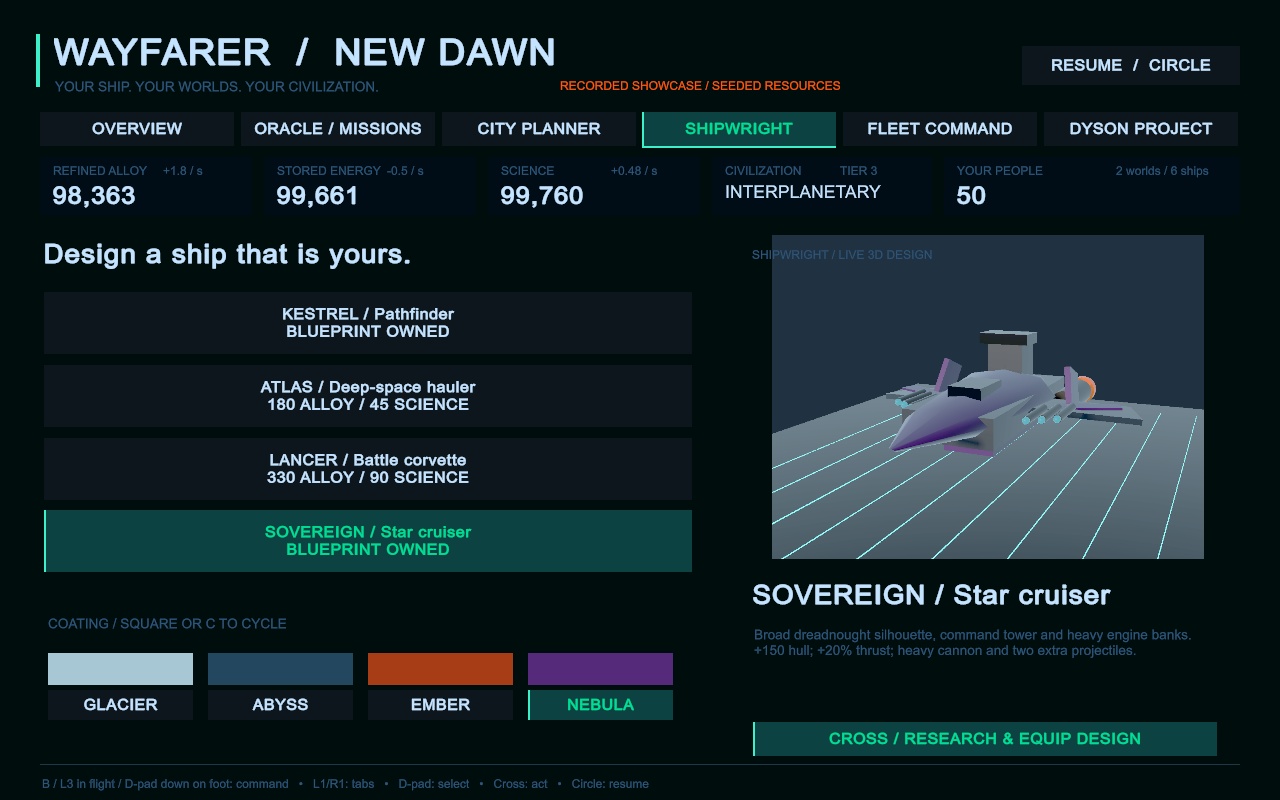 WAYFARER / NEW DAWN
YOUR SHIP. YOUR WORLDS. YOUR CIVILIZATION.
RECORDED SHOWCASE / SEEDED RESOURCES
RESUME / CIRCLE
OVERVIEW
ORACLE / MISSIONS
CITY PLANNER
SHIPWRIGHT
FLEET COMMAND
DYSON PROJECT
REFINED ALLOY +1.8 / s
98,363
STORED ENERGY -0.5 / s
99,661
SCIENCE +0.48 / s
99,760
CIVILIZATION TIER 3
INTERPLANETARY
YOUR PEOPLE 2 worlds / 6 ships
50
Design a ship that is yours.
KESTREL / Pathfinder
BLUEPRINT OWNED
ATLAS / Deep-space hauler
180 ALLOY / 45 SCIENCE
LANCER / Battle corvette
330 ALLOY / 90 SCIENCE
SOVEREIGN / Star cruiser
BLUEPRINT OWNED
COATING / SQUARE OR C TO CYCLE
GLACIER
ABYSS
EMBER
NEBULA
SHIPWRIGHT / LIVE 3D DESIGN
SOVEREIGN / Star cruiser
Broad dreadnought silhouette, command tower and heavy engine banks.
+150 hull; +20% thrust; heavy cannon and two extra projectiles.
CROSS / RESEARCH & EQUIP DESIGN
B / L3 in flight / D-pad down on foot: command • L1/R1: tabs • D-pad: select • Cross: act • Circle: resume